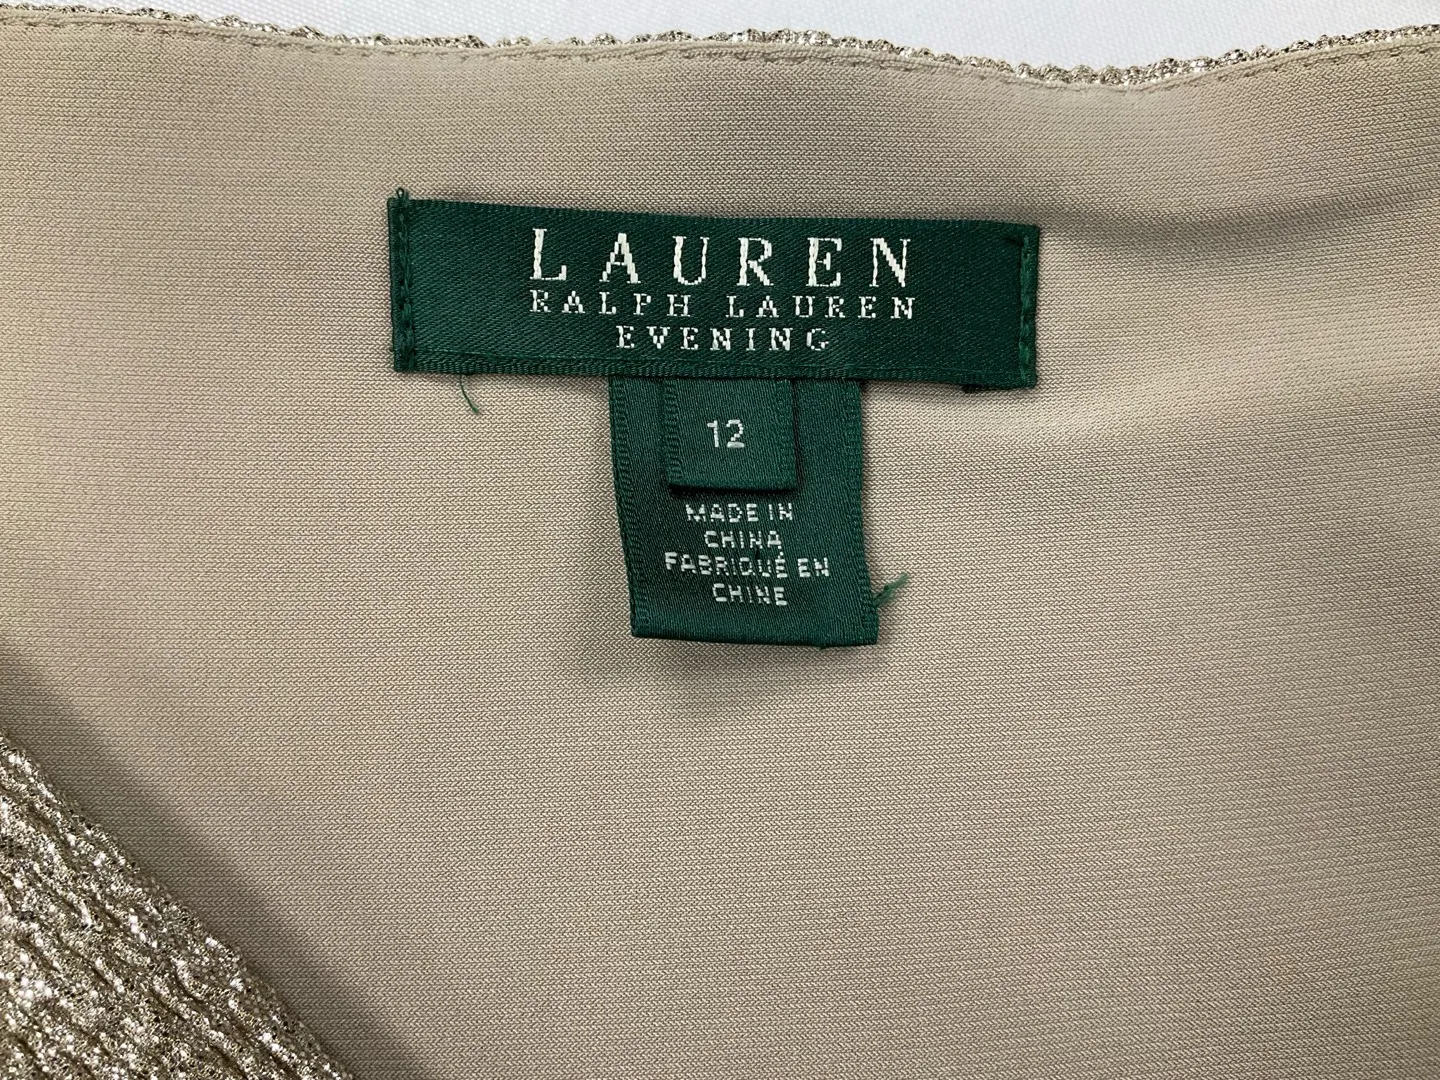 LAUREN
RALPH LAUREN
EVENING
12
MADE IN
CHINA
FABRIQUÉ EN
CHINE